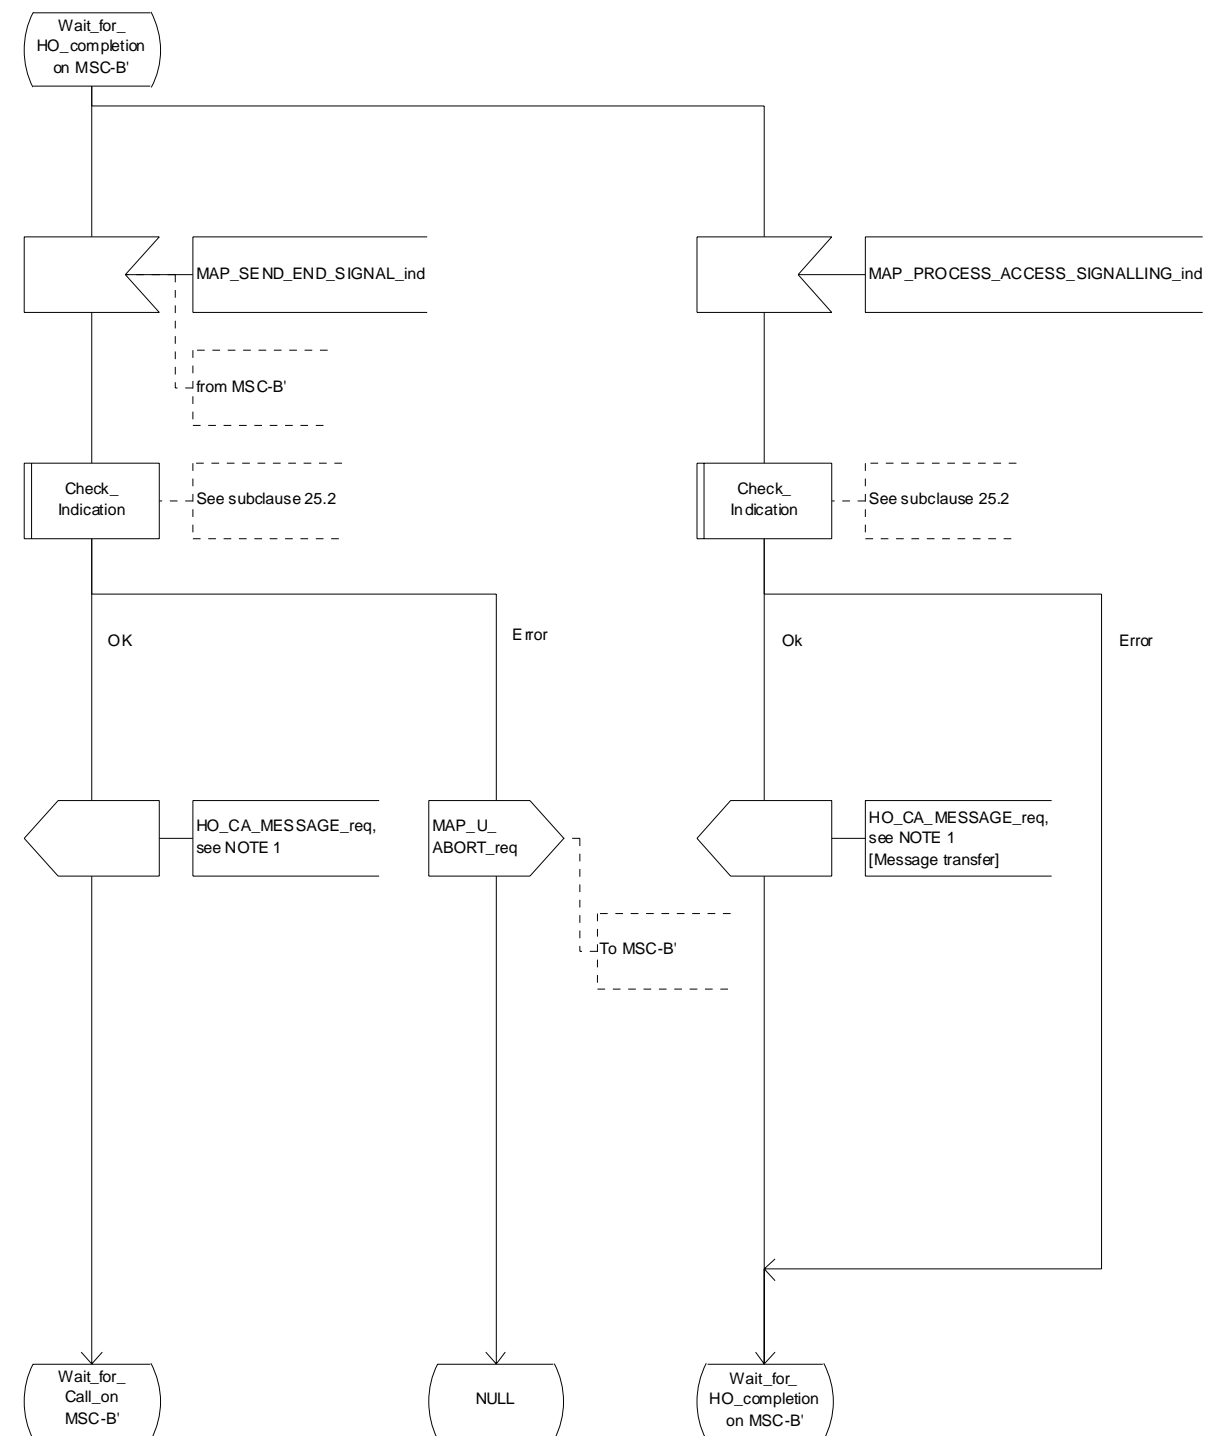 Wait_for_
HO_completion
on MSC-B'
MAP_SEND_END_SIGNAL_ind
MAP_PROCESS_ACCESS_SIGNALLING_ind
from MSC-B'
Check_
Indication
See subclause 25.2
Check_
Indication
See subclause 25.2
OK
Error
Ok
Error
HO_CA_MESSAGE_req,
see NOTE 1
MAP_U_
ABORT_req
HO_CA_MESSAGE_req,
see NOTE 1
[Message transfer]
To MSC-B'
Wait_for_
Call_on
MSC-B'
NULL
Wait_for_
HO_completion
on MSC-B'